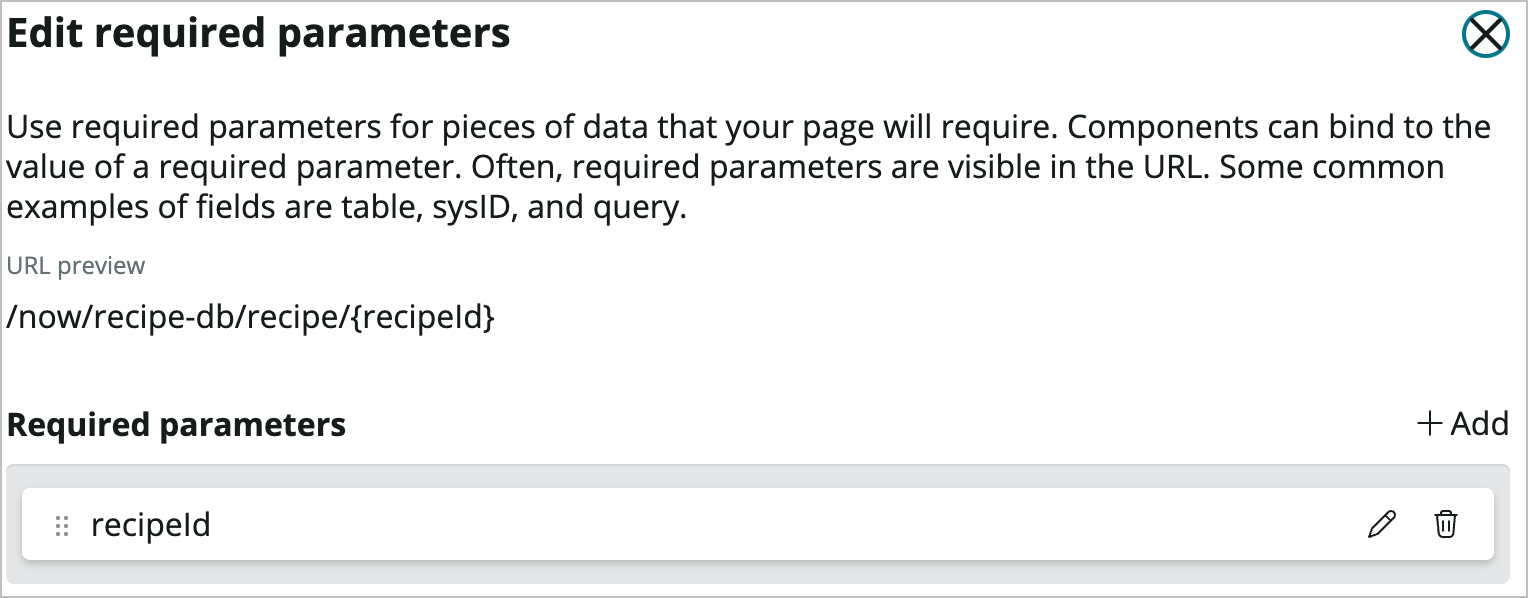 Edit required parameters
Use required parameters for pieces of data that your page will require. Components can bind to the
value of a required parameter. Often, required parameters are visible in the URL. Some common
examples of fields are table, sysID, and query.
URL preview
/now/recipe-db/recipe/{recipeId}
Required parameters
+ Add
recipeId